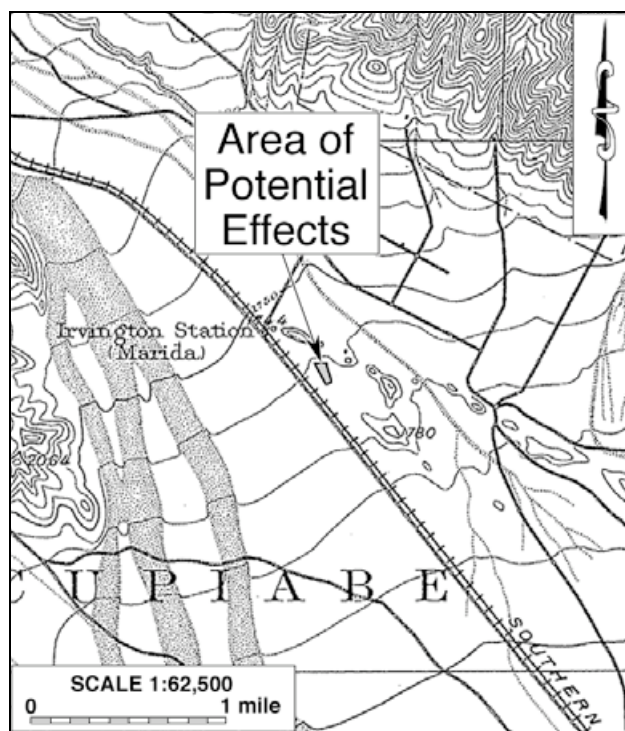 Area of
Potential
Effects
Irvington Station
(Marida)
2064
780
CUPIABE
SOUTHERN
SCALE 1:62,500
0 1 mile